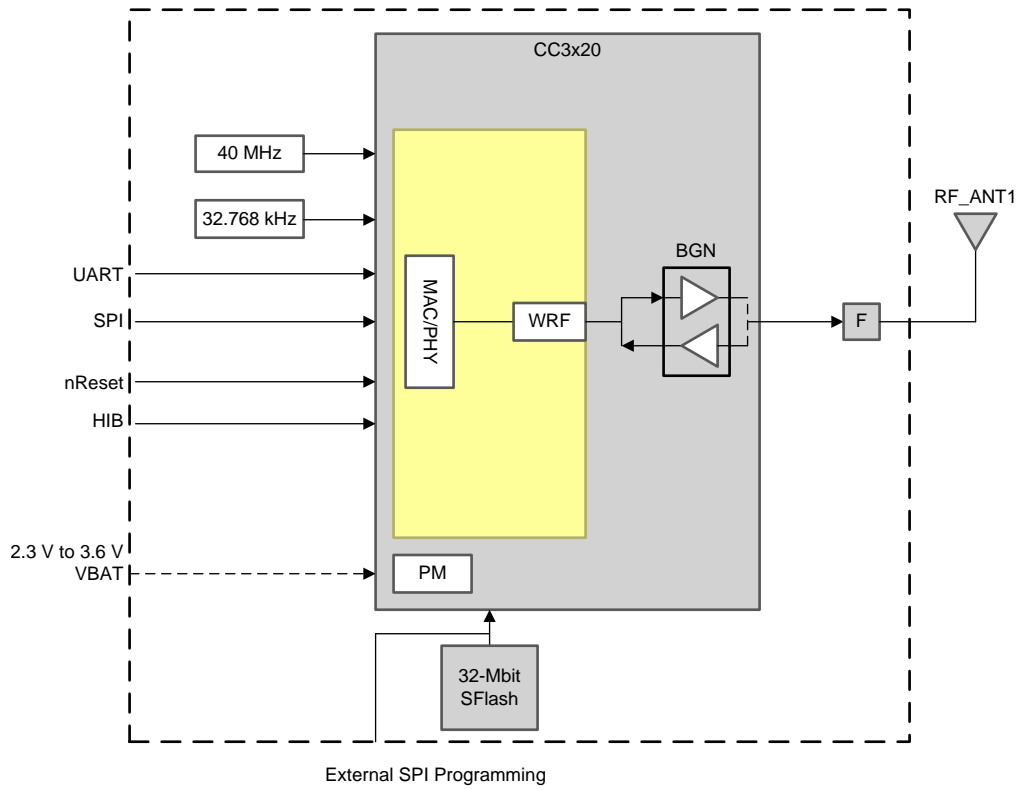 CC3x20
40 MHz
32.768 kHz
RF_ANT1
BGN
UART
SPI
MAC/PHY
WRF
F
nReset
HIB
2.3 V to 3.6 V
VBAT
PM
32-Mbit
SFlash
External SPI Programming